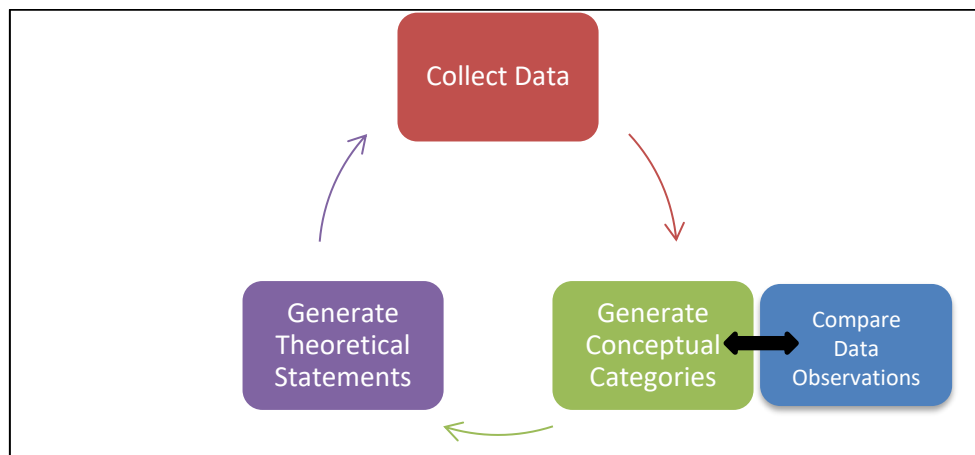 Collect Data
Generate
Theoretical
Statements
Generate
Conceptual
Categories
Compare
Data
Observations